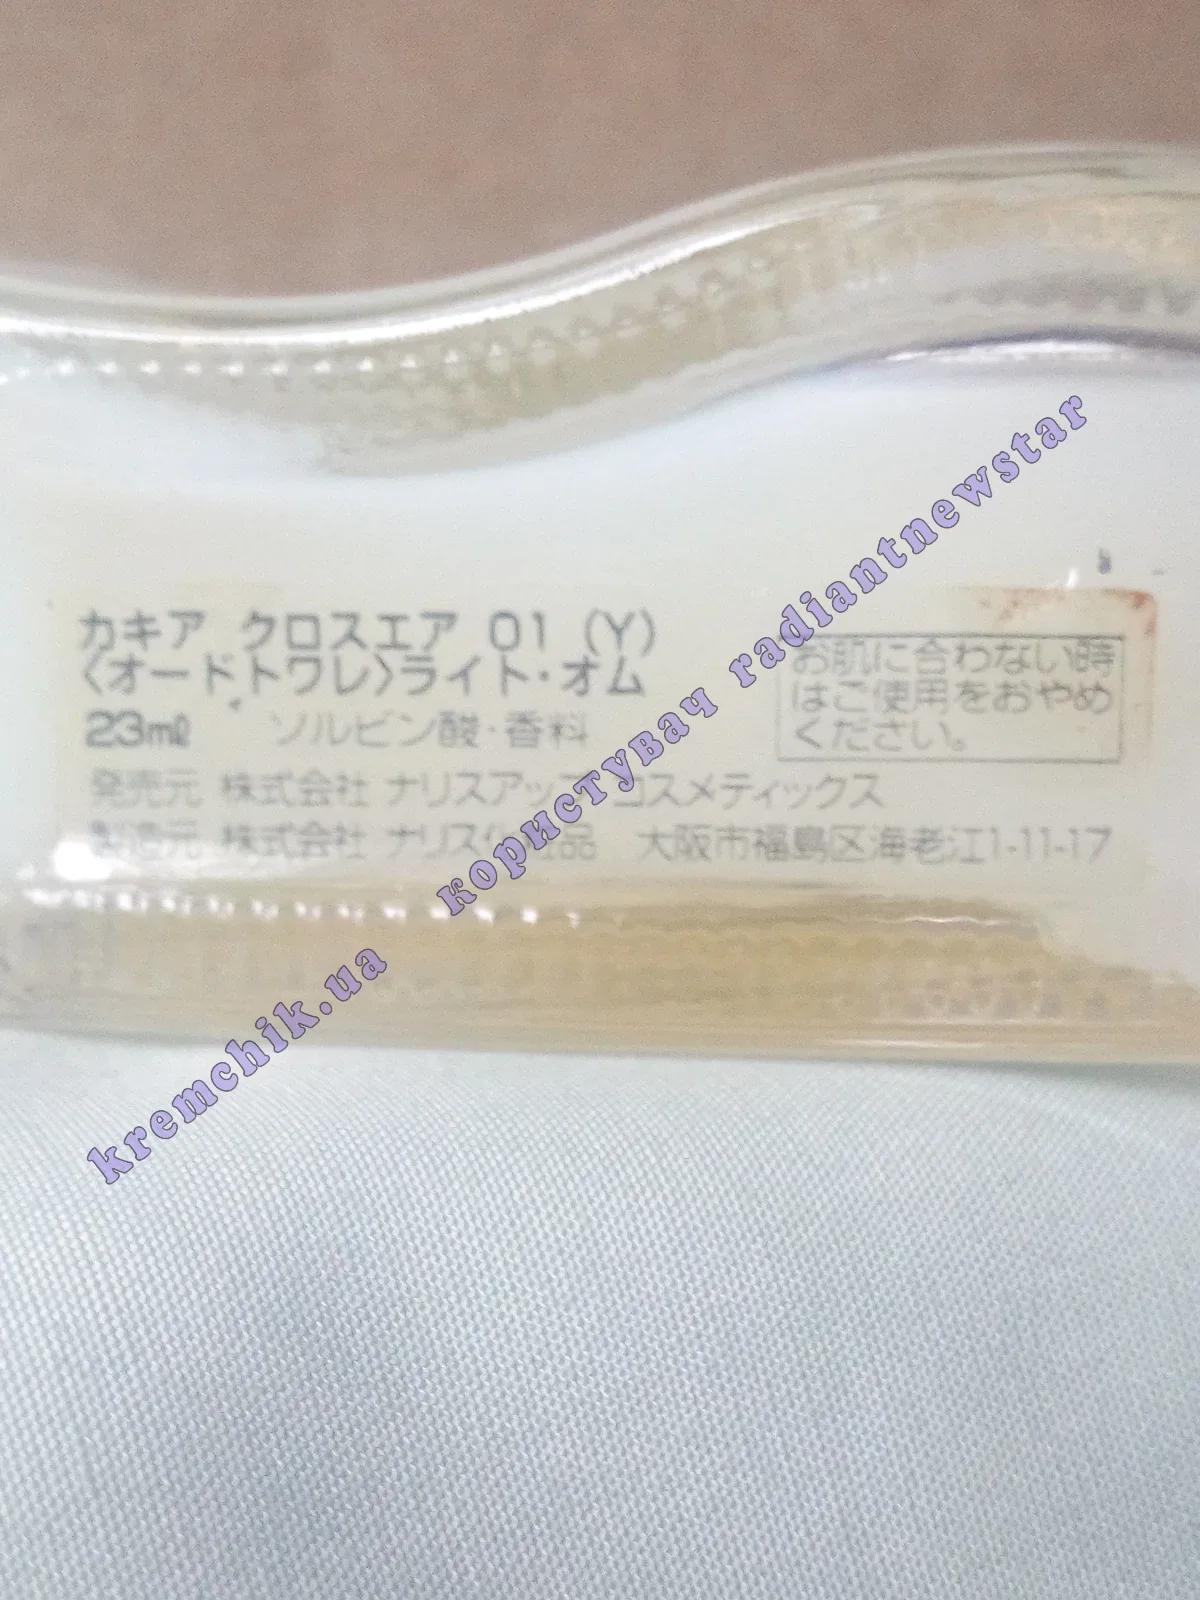 カキア クロスエア 01 (Y)
〈オードトワレ〉ライト・オム
23mℓ ソルビン酸・香料
お肌に合わない時
はご使用をおやめ
ください。
発売元 株式会社 ナリスアップ コスメティックス
製造元 株式会社 ナリス化粧品 大阪市福島区海老江1-11-17
kremchik.ua користувач radiantnewstar